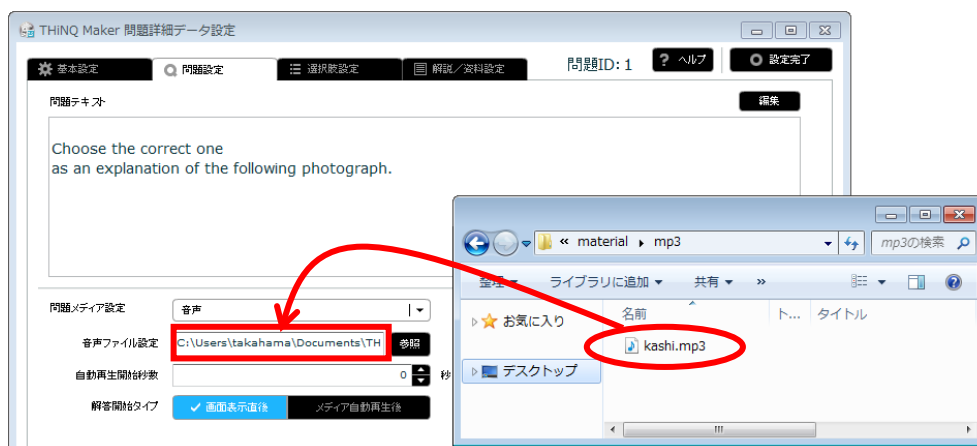 THiNQ Maker 問題詳細データ設定
基本設定 問題設定 選択肢設定 解説／資料設定 問題ID: 1 ? ヘルプ 設定完了
問題テキスト 編集
Choose the correct one
as an explanation of the following photograph.
問題メディア設定 音声
音声ファイル設定 C:\Users\takahama\Documents\TH 参照
自動再生開始秒数 0 秒
解答開始タイプ 画面表示直後 メディア自動再生後
« material mp3 mp3の検索
整理 ライブラリに追加 共有 »
お気に入り 名前 ト... タイトル
kashi.mp3
デスクトップ